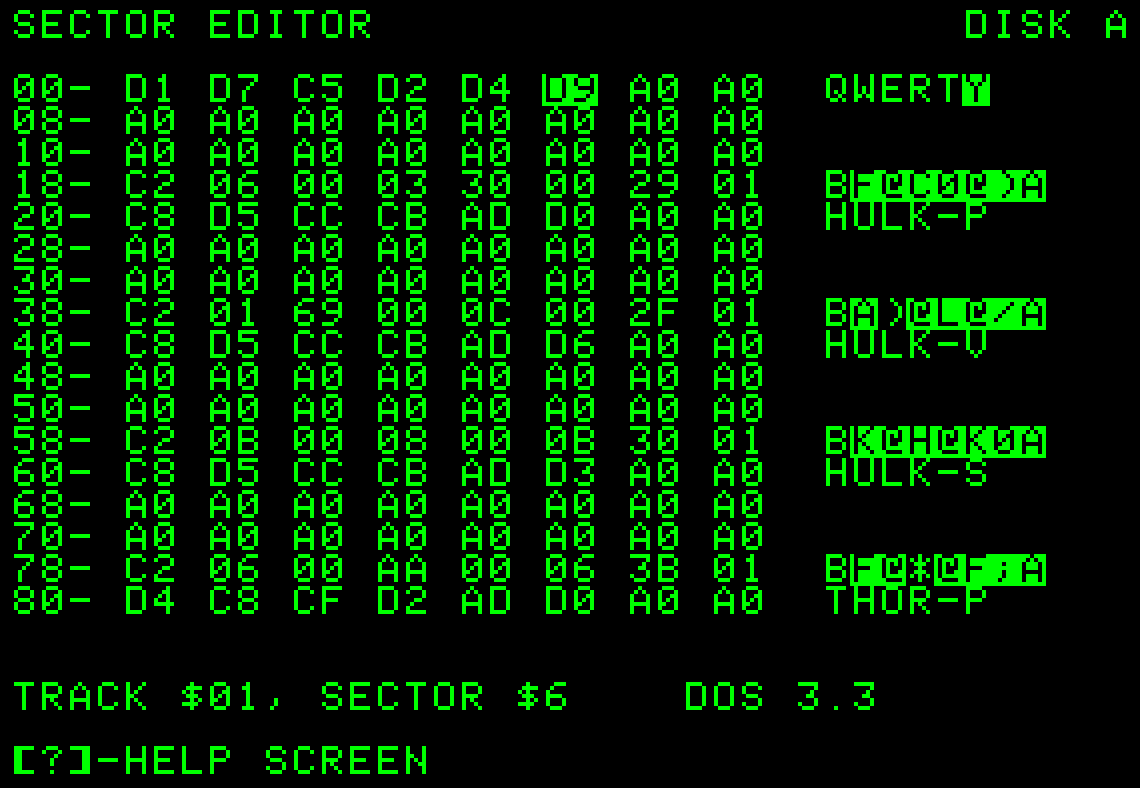 SECTOR EDITOR DISK A
00- D1 D7 C5 D2 D4 D9 A0 A0 QWERTY
08- A0 A0 A0 A0 A0 A0 A0 A0
10- A0 A0 A0 A0 A0 A0 A0 A0
18- C2 06 00 03 30 00 29 01 BF@C0@)A
20- C8 D5 CC CB AD D0 A0 A0 HULK-P
28- A0 A0 A0 A0 A0 A0 A0 A0
30- A0 A0 A0 A0 A0 A0 A0 A0
38- C2 01 69 00 0C 00 2F 01 BA)@L@/A
40- C8 D5 CC CB AD D6 A0 A0 HULK-V
48- A0 A0 A0 A0 A0 A0 A0 A0
50- A0 A0 A0 A0 A0 A0 A0 A0
58- C2 0B 00 08 00 0B 30 01 BK@H@K0A
60- C8 D5 CC CB AD D3 A0 A0 HULK-S
68- A0 A0 A0 A0 A0 A0 A0 A0
70- A0 A0 A0 A0 A0 A0 A0 A0
78- C2 06 00 AA 00 06 3B 01 BF@*@F;A
80- D4 C8 CF D2 AD D0 A0 A0 THOR-P
TRACK $01, SECTOR $6 DOS 3.3
[?]-HELP SCREEN